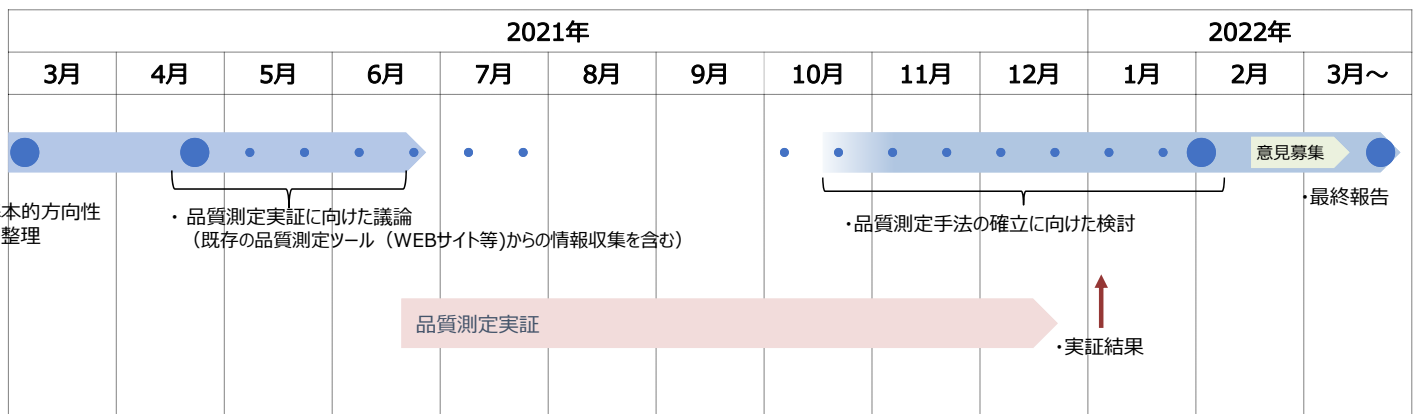 2021年 2022年
3月 4月 5月 6月 7月 8月 9月 10月 11月 12月 1月 2月 3月～
意見募集
本的方向性
整理
・ 品質測定実証に向けた議論
（既存の品質測定ツール（WEBサイト等)からの情報収集を含む）
・品質測定手法の確立に向けた検討
・最終報告
品質測定実証
・実証結果